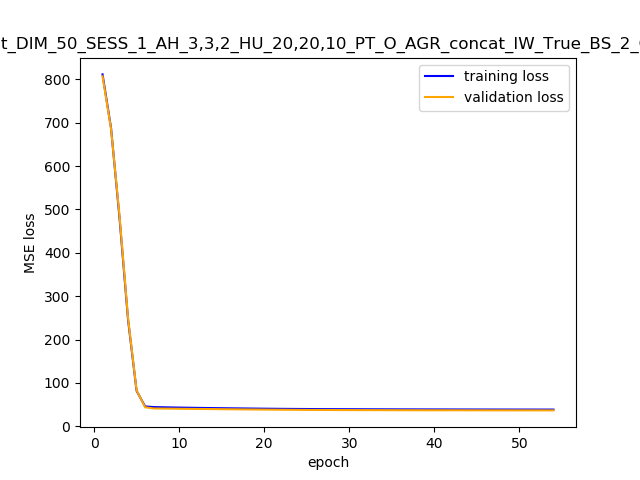 t_DIM_50_SESS_1_AH_3,3,2_HU_20,20,10_PT_O_AGR_concat_IW_True_BS_2_
training loss
validation loss
MSE loss
800
700
600
500
400
300
200
100
0
0 10 20 30 40 50
epoch